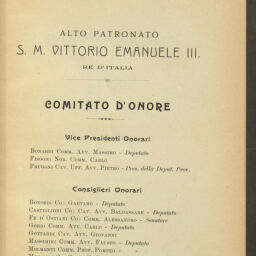 ALTO PATRONATO
S. M. VITTORIO EMANUELE III.
RE D'ITALIA
COMITATO D'ONORE
Vice Presidenti Onorari
BONARDI COMM. AVV. MASSIMO - Deputato
FISOGNI NOB. COMM. CARLO
FRUGONI CAV. UFF. AVV. PIETRO - Pres. della Deput. Prov.
Consiglieri Onorari
BONORIS CO: GAETANO - Deputato
CASTIGLIONI CO: CAV. AVV. BALDASSARE - Deputato
FE D'OSTIANI CO: COMM. ALESSANDRO - Senatore
GORIO COMM. AVV. CARLO - Deputato
GOTTARDI CAV. AVV. GIOVANNI
MASSIMINI COMM. AVV. FAUSTO - Deputato
MOLMENTI COMM. PROF. POMPEO - "